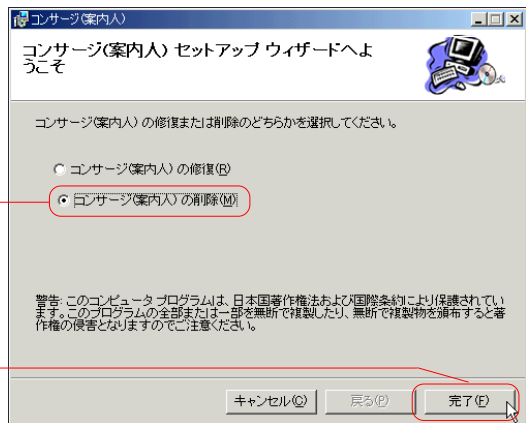 コンサージ(案内人)
コンサージ(案内人) セットアップ ウィザードへよ
うこそ
コンサージ(案内人) の修復または削除のどちらかを選択してください。
コンサージ(案内人) の修復(R)
コンサージ(案内人) の削除(M)
警告: このコンピュータ プログラムは、日本国著作権法および国際条約により保護されてい
ます。このプログラムの全部または一部を無断で複製したり、無断で複製物を頒布すると著
作権の侵害となりますのでご注意ください。
キャンセル(C)
戻る(P)
完了(F)